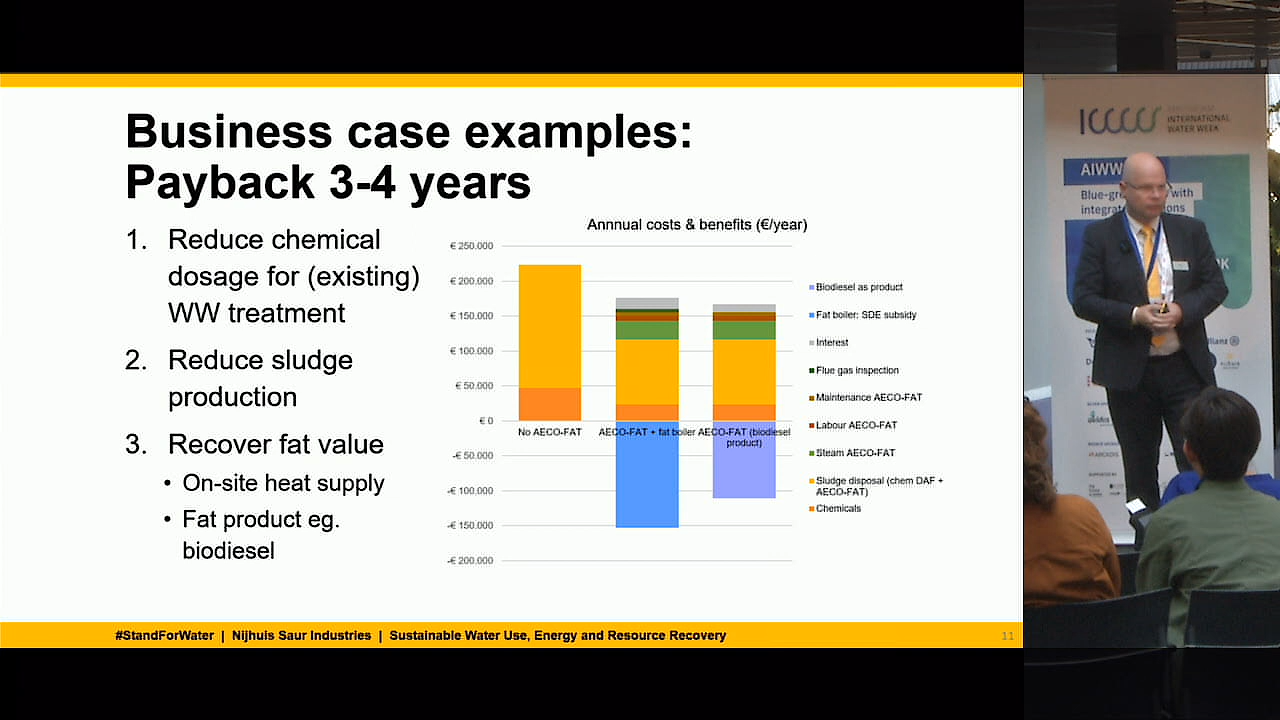 Business case examples:
Payback 3-4 years
1. Reduce chemical
dosage for (existing)
WW treatment
2. Reduce sludge
production
3. Recover fat value
• On-site heat supply
• Fat product eg.
biodiesel
Annnual costs & benefits (€/year)
€ 250.000
€ 200.000
€ 150.000
€ 100.000
€ 50.000
€ 0
-€ 50.000
-€ 100.000
-€ 150.000
-€ 200.000
No AECO-FAT
AECO-FAT + fat boiler
AECO-FAT (biodiesel
product)
Biodiesel as product
Fat boiler: SDE subsidy
Interest
Flue gas inspection
Maintenance AECO-FAT
Labour AECO-FAT
Steam AECO-FAT
Sludge disposal (chem DAF +
AECO-FAT)
Chemicals
#StandForWater | Nijhuis Saur Industries | Sustainable Water Use, Energy and Resource Recovery
11
INTERNATIONAL
WATER WEEK
AIWW
with